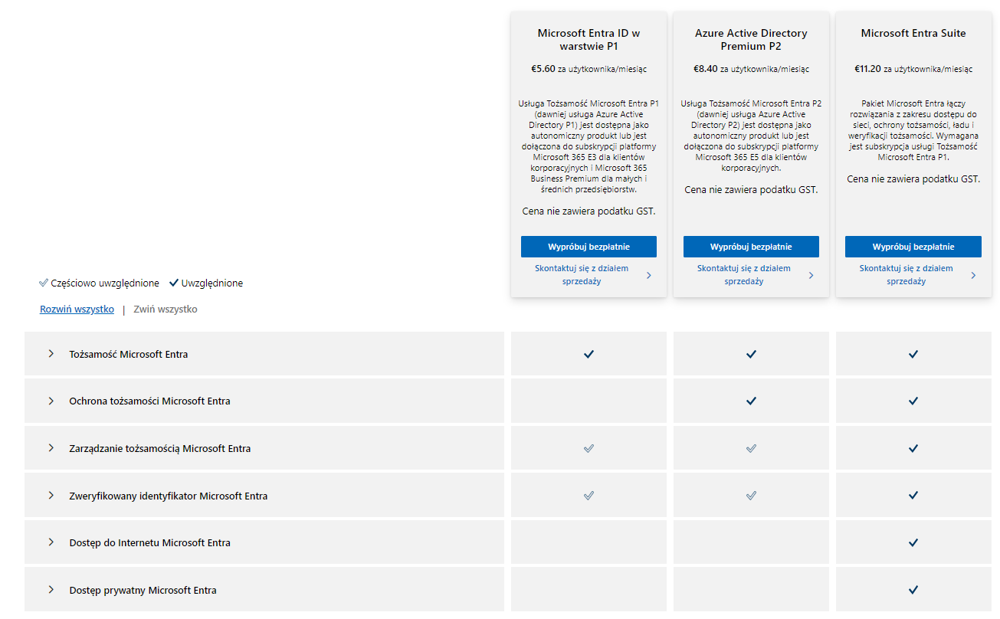 Microsoft Entra ID w
warstwie P1
€5.60 za użytkownika/miesiąc
Usługa Tożsamość Microsoft Entra P1
(dawniej usługa Azure Active
Directory P1) jest dostępna jako
autonomiczny produkt lub jest
dołączona do subskrypcji platformy
Microsoft 365 E3 dla klientów
korporacyjnych i Microsoft 365
Business Premium dla małych i
średnich przedsiębiorstw.
Cena nie zawiera podatku GST.
Wypróbuj bezpłatnie
Skontaktuj się z działem
sprzedaży
Azure Active Directory
Premium P2
€8.40 za użytkownika/miesiąc
Usługa Tożsamość Microsoft Entra P2
(dawniej usługa Azure Active
Directory P2) jest dostępna jako
autonomiczny produkt lub jest
dołączona do subskrypcji platformy
Microsoft 365 E5 dla klientów
korporacyjnych.
Cena nie zawiera podatku GST.
Wypróbuj bezpłatnie
Skontaktuj się z działem
sprzedaży
Microsoft Entra Suite
€11.20 za użytkownika/miesiąc
Pakiet Microsoft Entra łączy
rozwiązania z zakresu dostępu do
sieci, ochrony tożsamości, ładu i
weryfikacji tożsamości. Wymagana
jest subskrypcja usługi Tożsamość
Microsoft Entra P1.
Cena nie zawiera podatku GST.
Wypróbuj bezpłatnie
Skontaktuj się z działem
sprzedaży
Częściowo uwzględnione Uwzględnione
Rozwiń wszystko | Zwiń wszystko
Tożsamość Microsoft Entra
Ochrona tożsamości Microsoft Entra
Zarządzanie tożsamością Microsoft Entra
Zweryfikowany identyfikator Microsoft Entra
Dostęp do Internetu Microsoft Entra
Dostęp prywatny Microsoft Entra